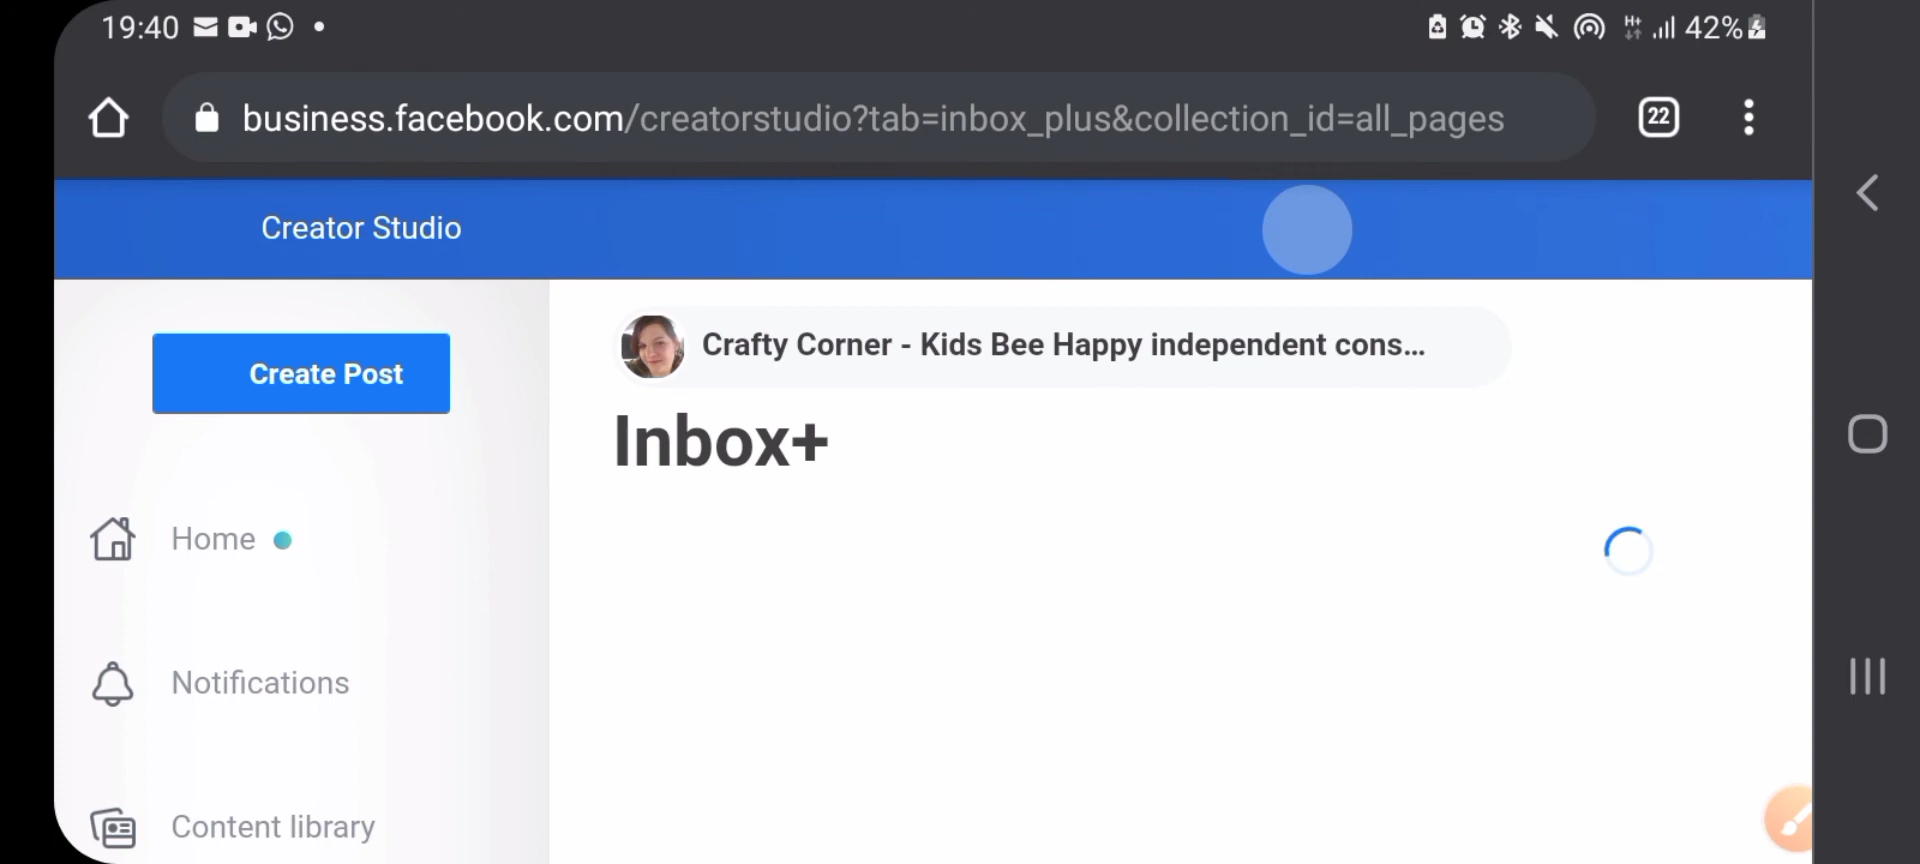 19:40
H+
42%
business.facebook.com/creatorstudio?tab=inbox_plus&collection_id=all_pages
22
Creator Studio
Crafty Corner - Kids Bee Happy independent cons...
Create Post
Inbox+
Home
Notifications
Content library